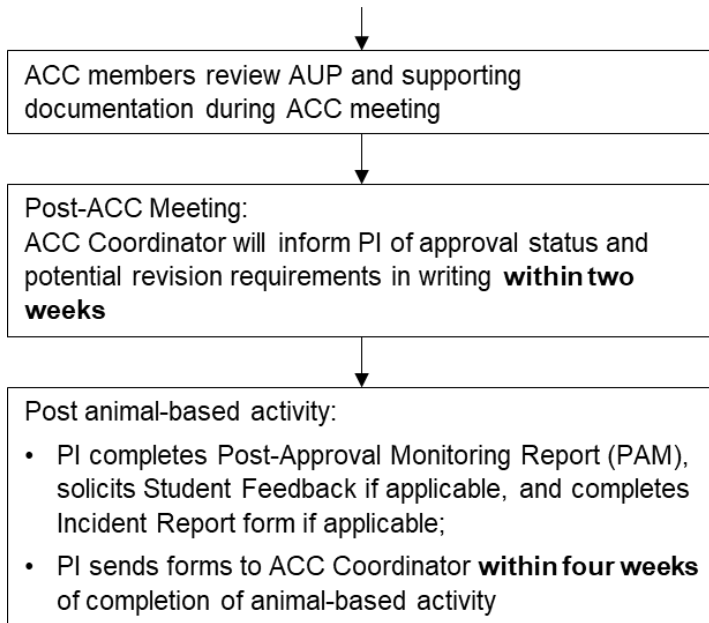 ACC members review AUP and supporting
documentation during ACC meeting
Post-ACC Meeting:
ACC Coordinator will inform PI of approval status and
potential revision requirements in writing within two
weeks
Post animal-based activity:
• PI completes Post-Approval Monitoring Report (PAM),
solicits Student Feedback if applicable, and completes
Incident Report form if applicable;
• PI sends forms to ACC Coordinator within four weeks
of completion of animal-based activity